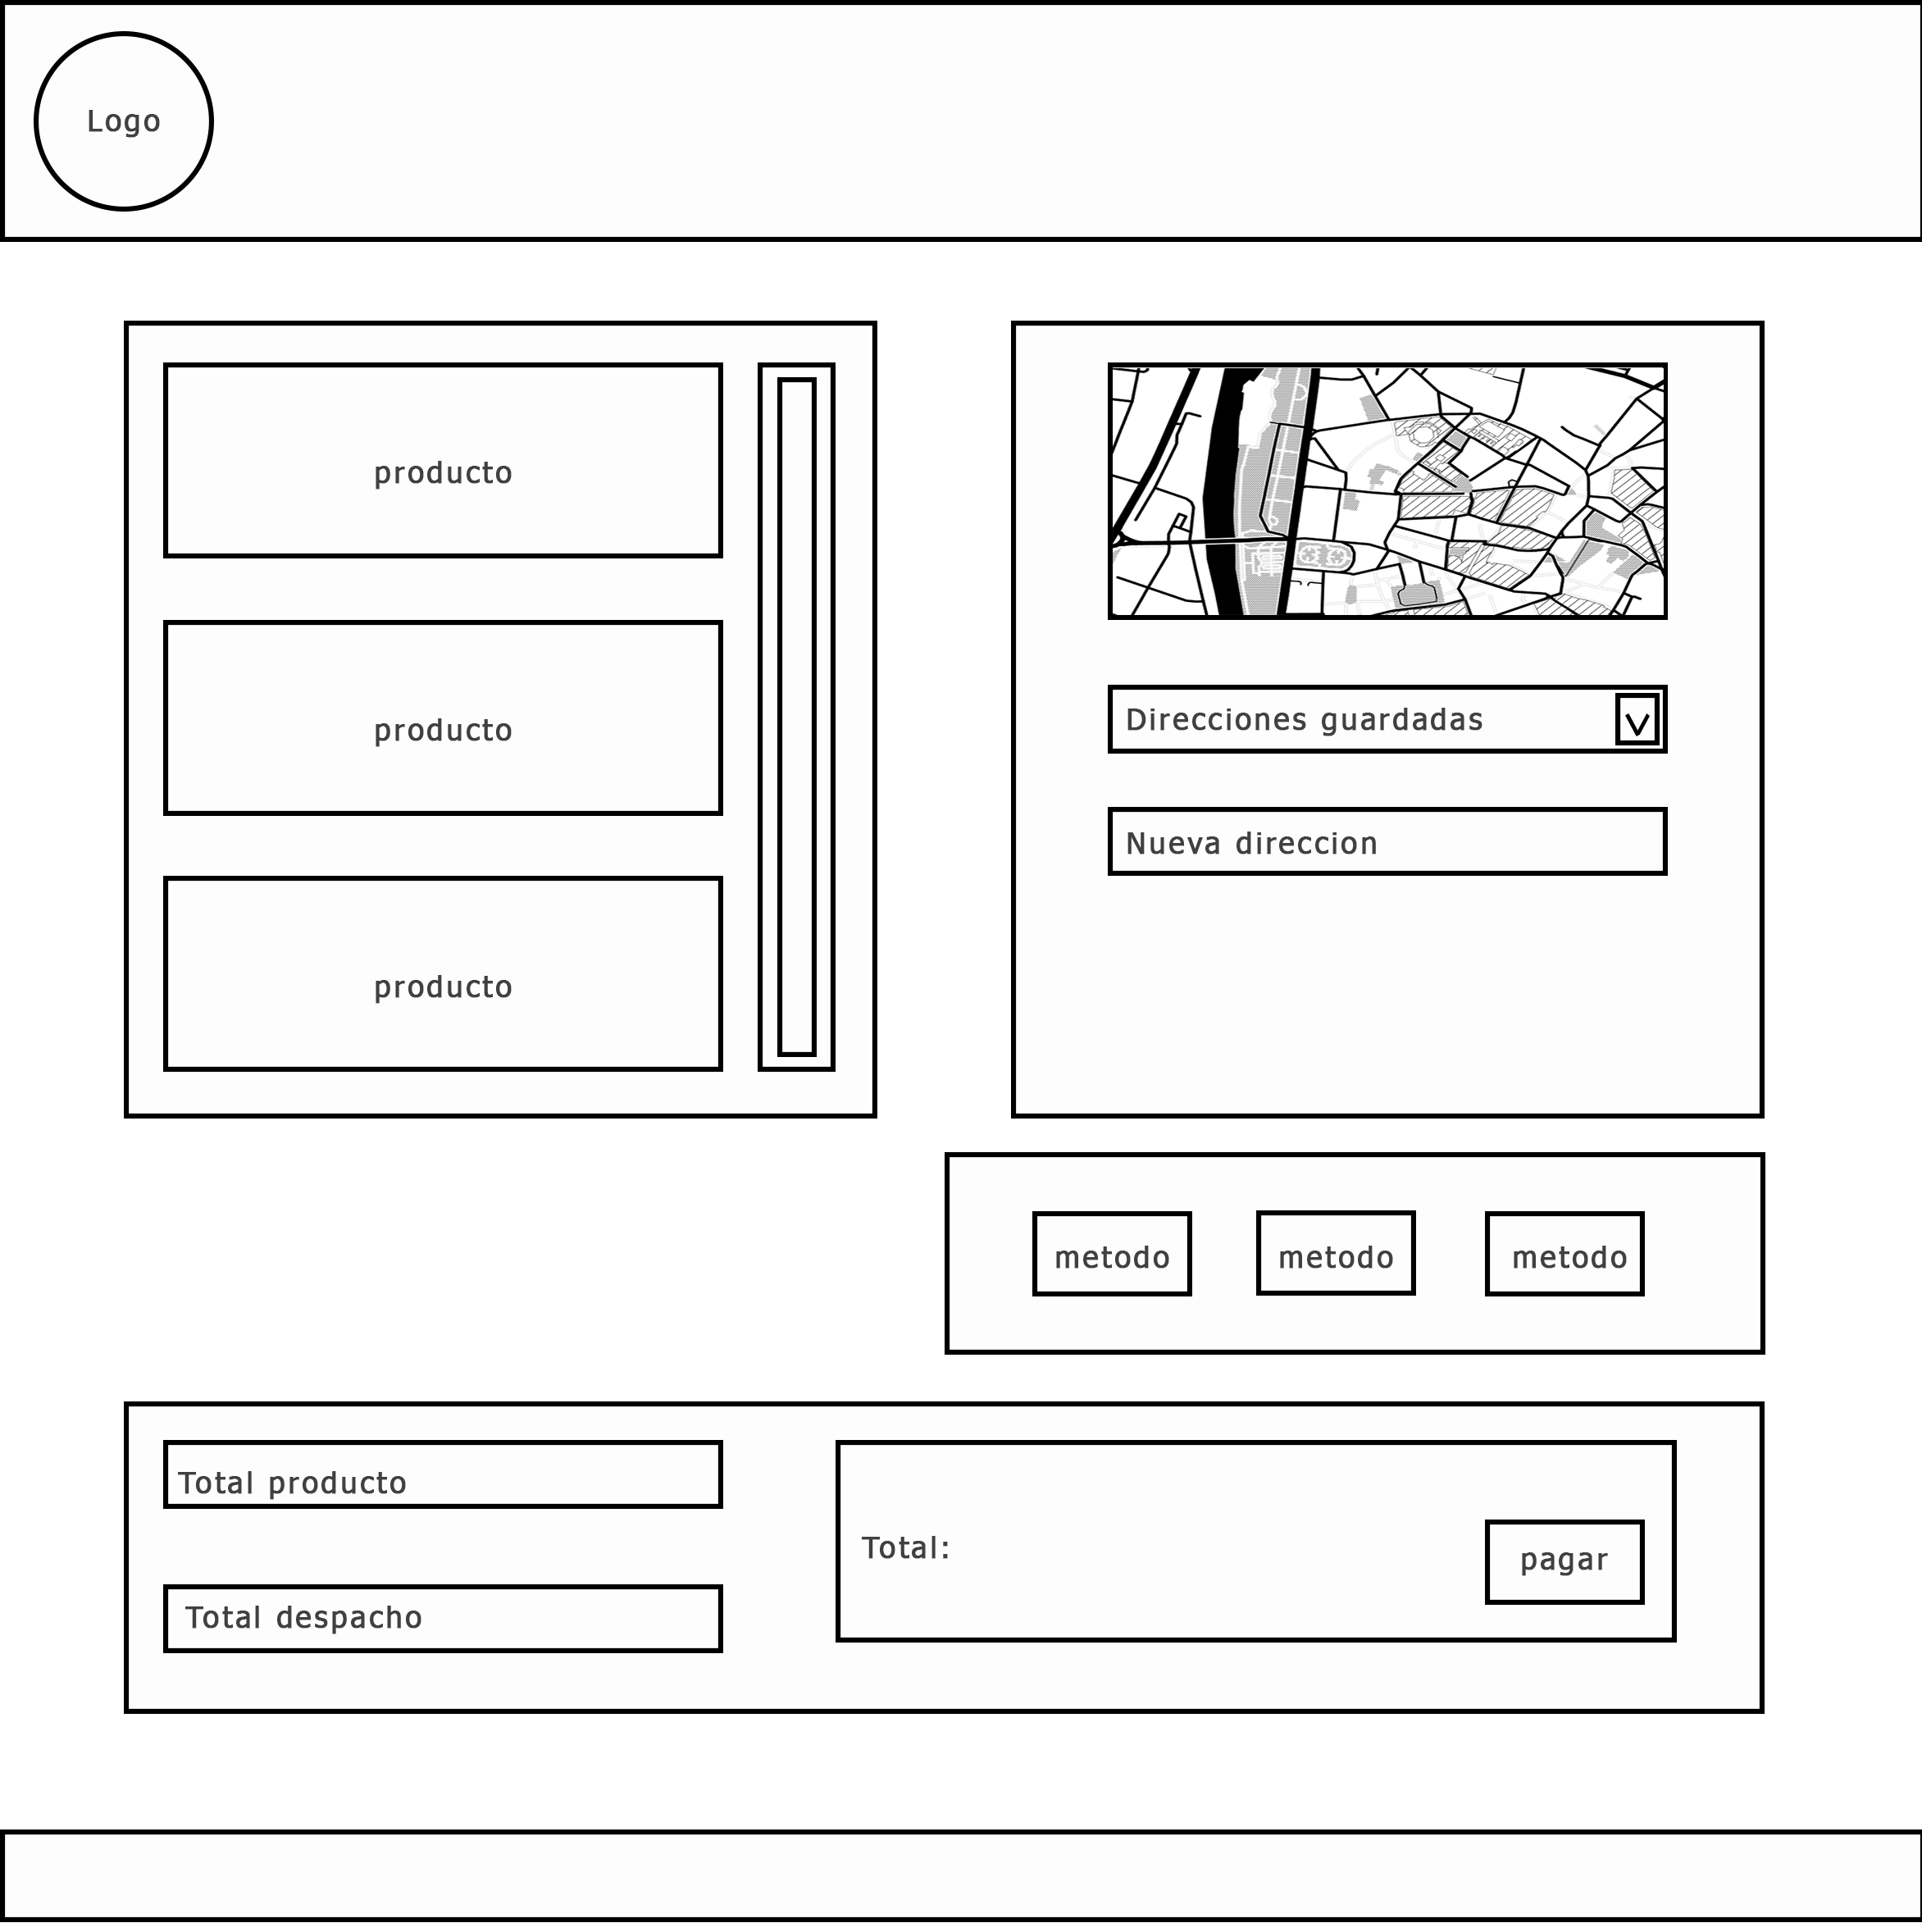 Logo
producto
producto
producto
Direcciones guardadas
V
Nueva direccion
metodo
metodo
metodo
Total producto
Total despacho
Total:
pagar